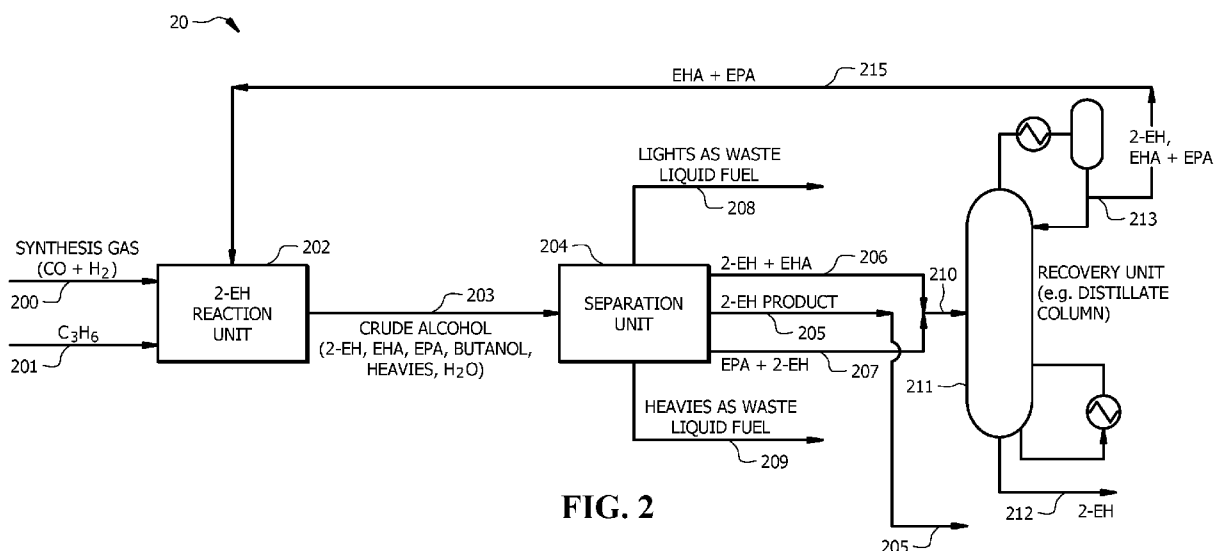 20
EHA + EPA
215
2-EH,
EHA + EPA
213
LIGHTS AS WASTE
LIQUID FUEL
208
SYNTHESIS GAS
(CO + H₂)
200
C₃H₆
201
202
2-EH
REACTION
UNIT
203
CRUDE ALCOHOL
(2-EH, EHA, EPA, BUTANOL,
HEAVIES, H₂O)
204
SEPARATION
UNIT
2-EH + EHA
206
2-EH PRODUCT
205
EPA + 2-EH
207
210
RECOVERY UNIT
(e.g. DISTILLATE
COLUMN)
211
HEAVIES AS WASTE
LIQUID FUEL
209
212
2-EH
205
FIG. 2